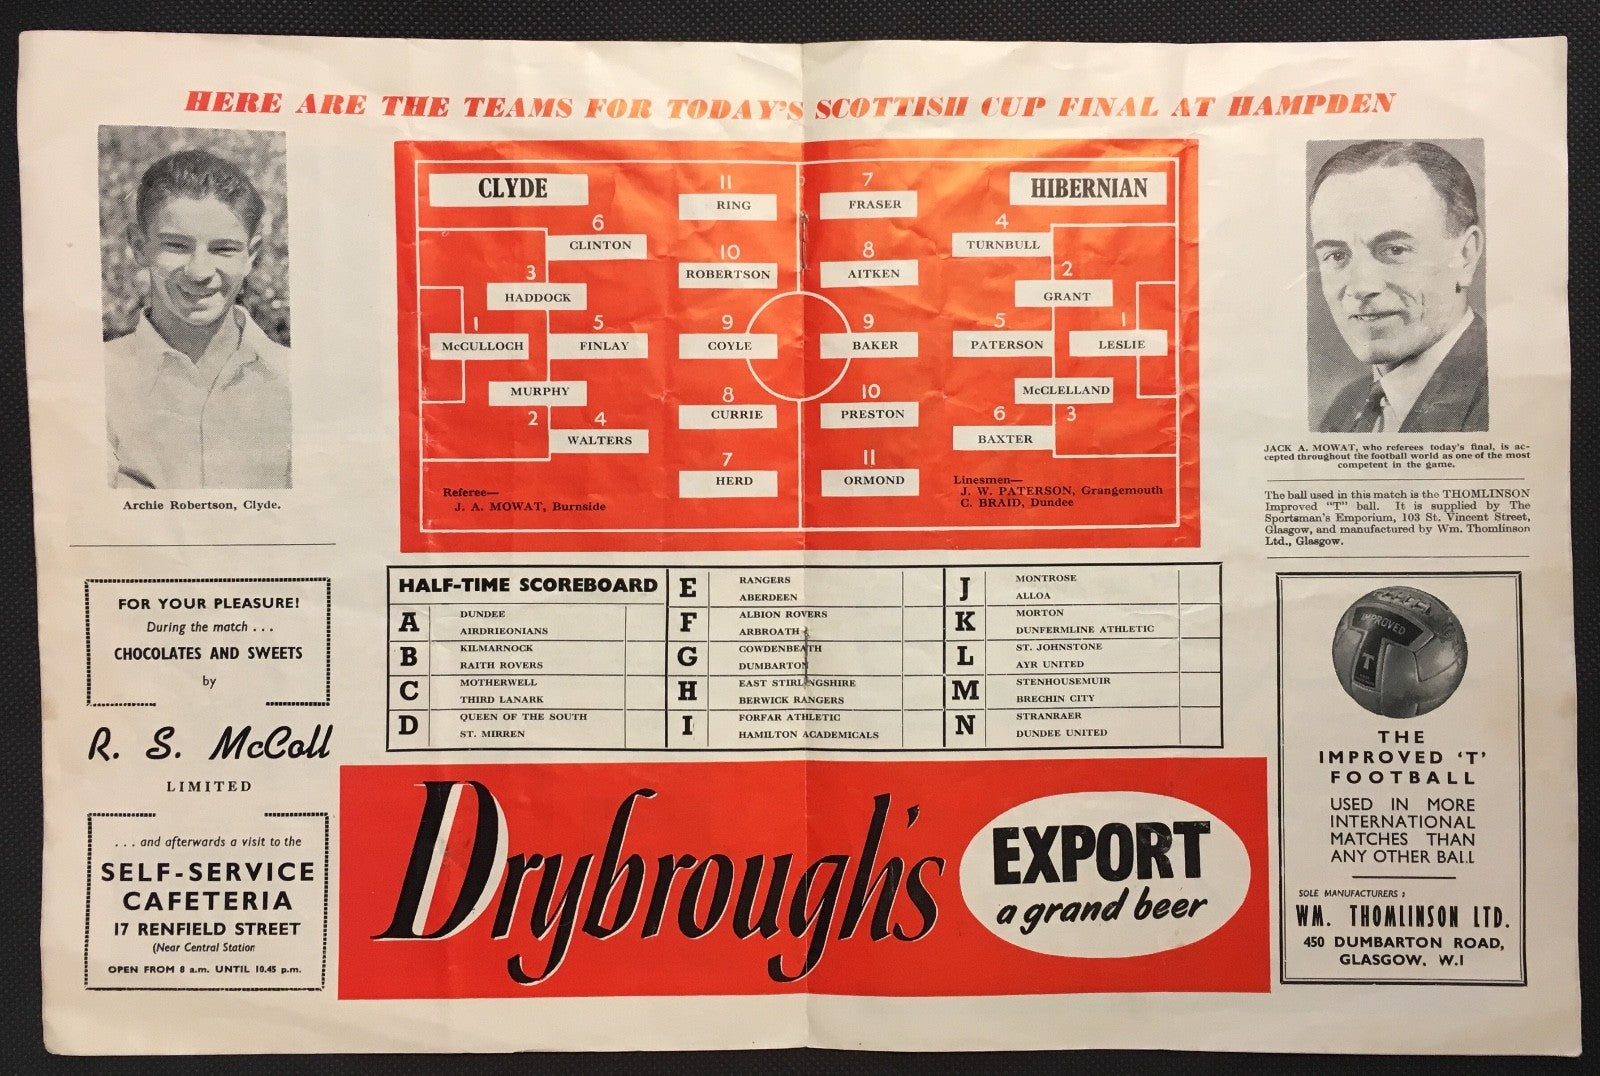 HERE ARE THE TEAMS FOR TODAY'S SCOTTISH CUP FINAL AT HAMPDEN
Archie Robertson, Clyde.
CLYDE
HIBERNIAN
11
RING
7
FRASER
6
CLINTON
4
TURNBULL
10
ROBERTSON
8
AITKEN
3
HADDOCK
2
GRANT
1
McCULLOCH
5
FINLAY
9
COYLE
9
BAKER
5
PATERSON
1
LESLIE
MURPHY
2
8
CURRIE
10
PRESTON
McCLELLAND
3
4
WALTERS
6
BAXTER
7
HERD
11
ORMOND
Referee—
J. A. MOWAT, Burnside
Linesmen—
J. W. PATERSON, Grangemouth
C. BRAID, Dundee
JACK A. MOWAT, who referees today's final, is ac-
cepted throughout the football world as one of the most
competent in the game.
The ball used in this match is the THOMLINSON
Improved "T" ball. It is supplied by The
Sportsman's Emporium, 103 St. Vincent Street,
Glasgow, and manufactured by Wm. Thomlinson
Ltd., Glasgow.
FOR YOUR PLEASURE!
During the match . . .
CHOCOLATES AND SWEETS
by
R. S. McColl
LIMITED
. . . and afterwards a visit to the
SELF-SERVICE
CAFETERIA
17 RENFIELD STREET
(Near Central Station
OPEN FROM 8 a.m. UNTIL 10.45 p.m.
HALF-TIME SCOREBOARD
A
DUNDEE
AIRDRIEONIANS
B
KILMARNOCK
RAITH ROVERS
C
MOTHERWELL
THIRD LANARK
D
QUEEN OF THE SOUTH
ST. MIRREN
E
RANGERS
ABERDEEN
F
ALBION ROVERS
ARBROATH
G
COWDENBEATH
DUMBARTON
H
EAST STIRLINGSHIRE
BERWICK RANGERS
I
FORFAR ATHLETIC
HAMILTON ACADEMICALS
J
MONTROSE
ALLOA
K
MORTON
DUNFERMLINE ATHLETIC
L
ST. JOHNSTONE
AYR UNITED
M
STENHOUSEMUIR
BRECHIN CITY
N
STRANRAER
DUNDEE UNITED
Drybrough's
EXPORT
a grand beer
IMPROVED
T
THE
IMPROVED 'T'
FOOTBALL
USED IN MORE
INTERNATIONAL
MATCHES THAN
ANY OTHER BALL
SOLE MANUFACTURERS :
WM. THOMLINSON LTD.
450 DUMBARTON ROAD,
GLASGOW, W.1